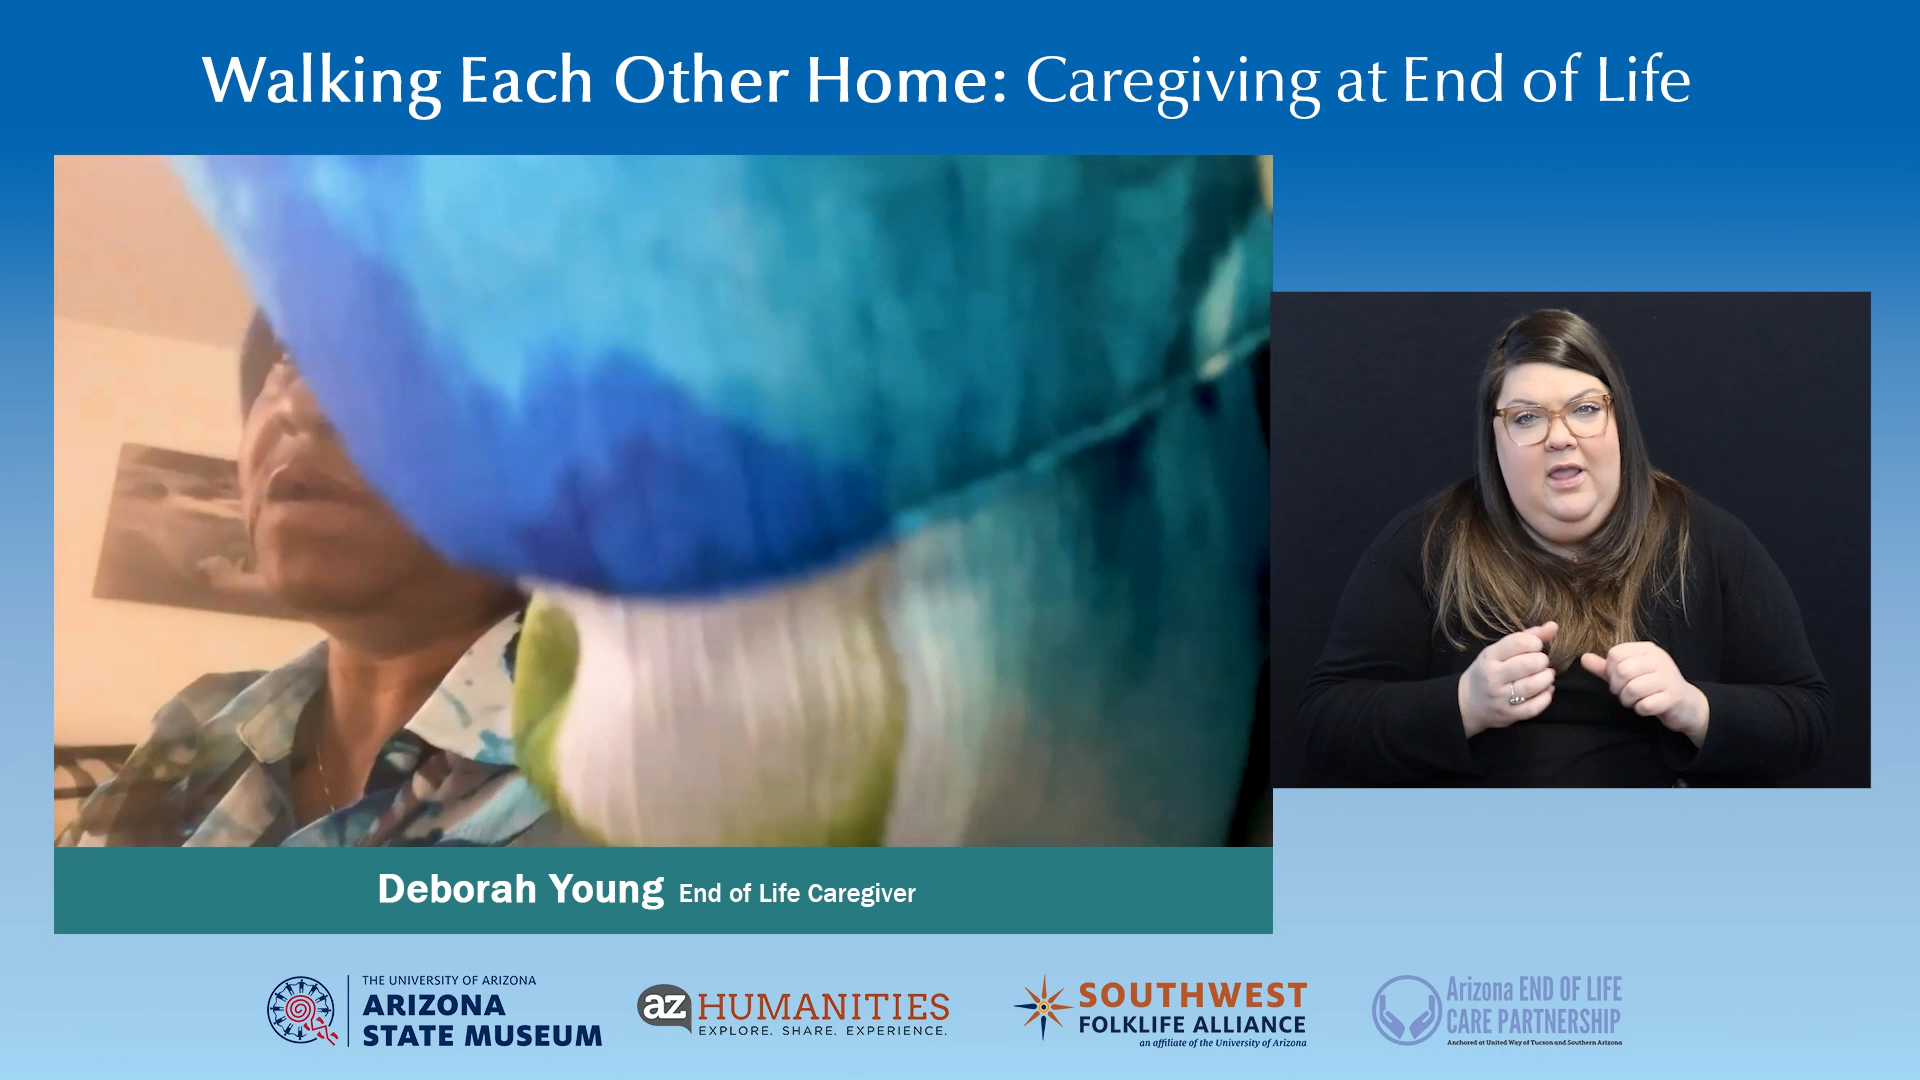 Walking Each Other Home: Caregiving at End of Life
Deborah Young End of Life Caregiver
THE UNIVERSITY OF ARIZONA
ARIZONA
STATE MUSEUM
az HUMANITIES
EXPLORE. SHARE. EXPERIENCE.
SOUTHWEST
FOLKLIFE ALLIANCE
an affiliate of the University of Arizona
Arizona END OF LIFE
CARE PARTNERSHIP
Anchored at United Way of Tucson and Southern Arizona